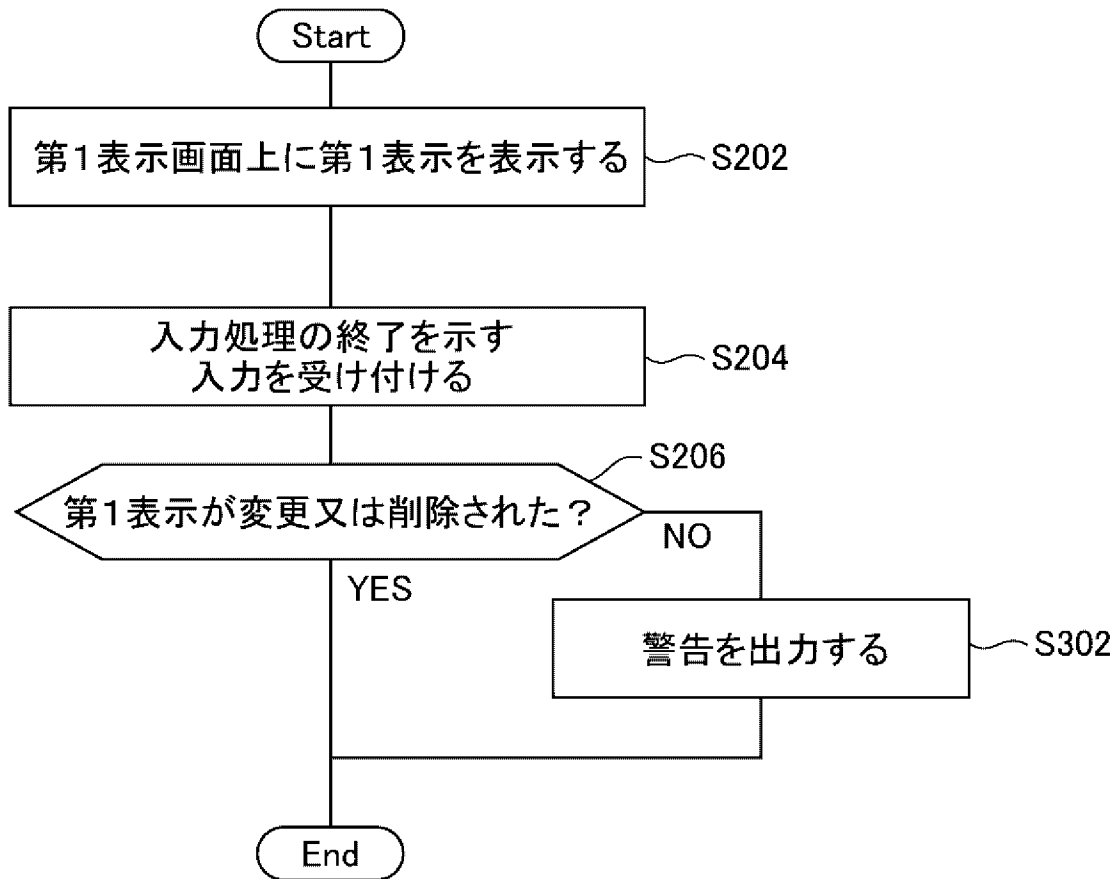 Start
第１表示画面上に第１表示を表示する
S202
入力処理の終了を示す
入力を受け付ける
S204
S206
第１表示が変更又は削除された？
NO
YES
警告を出力する
S302
End